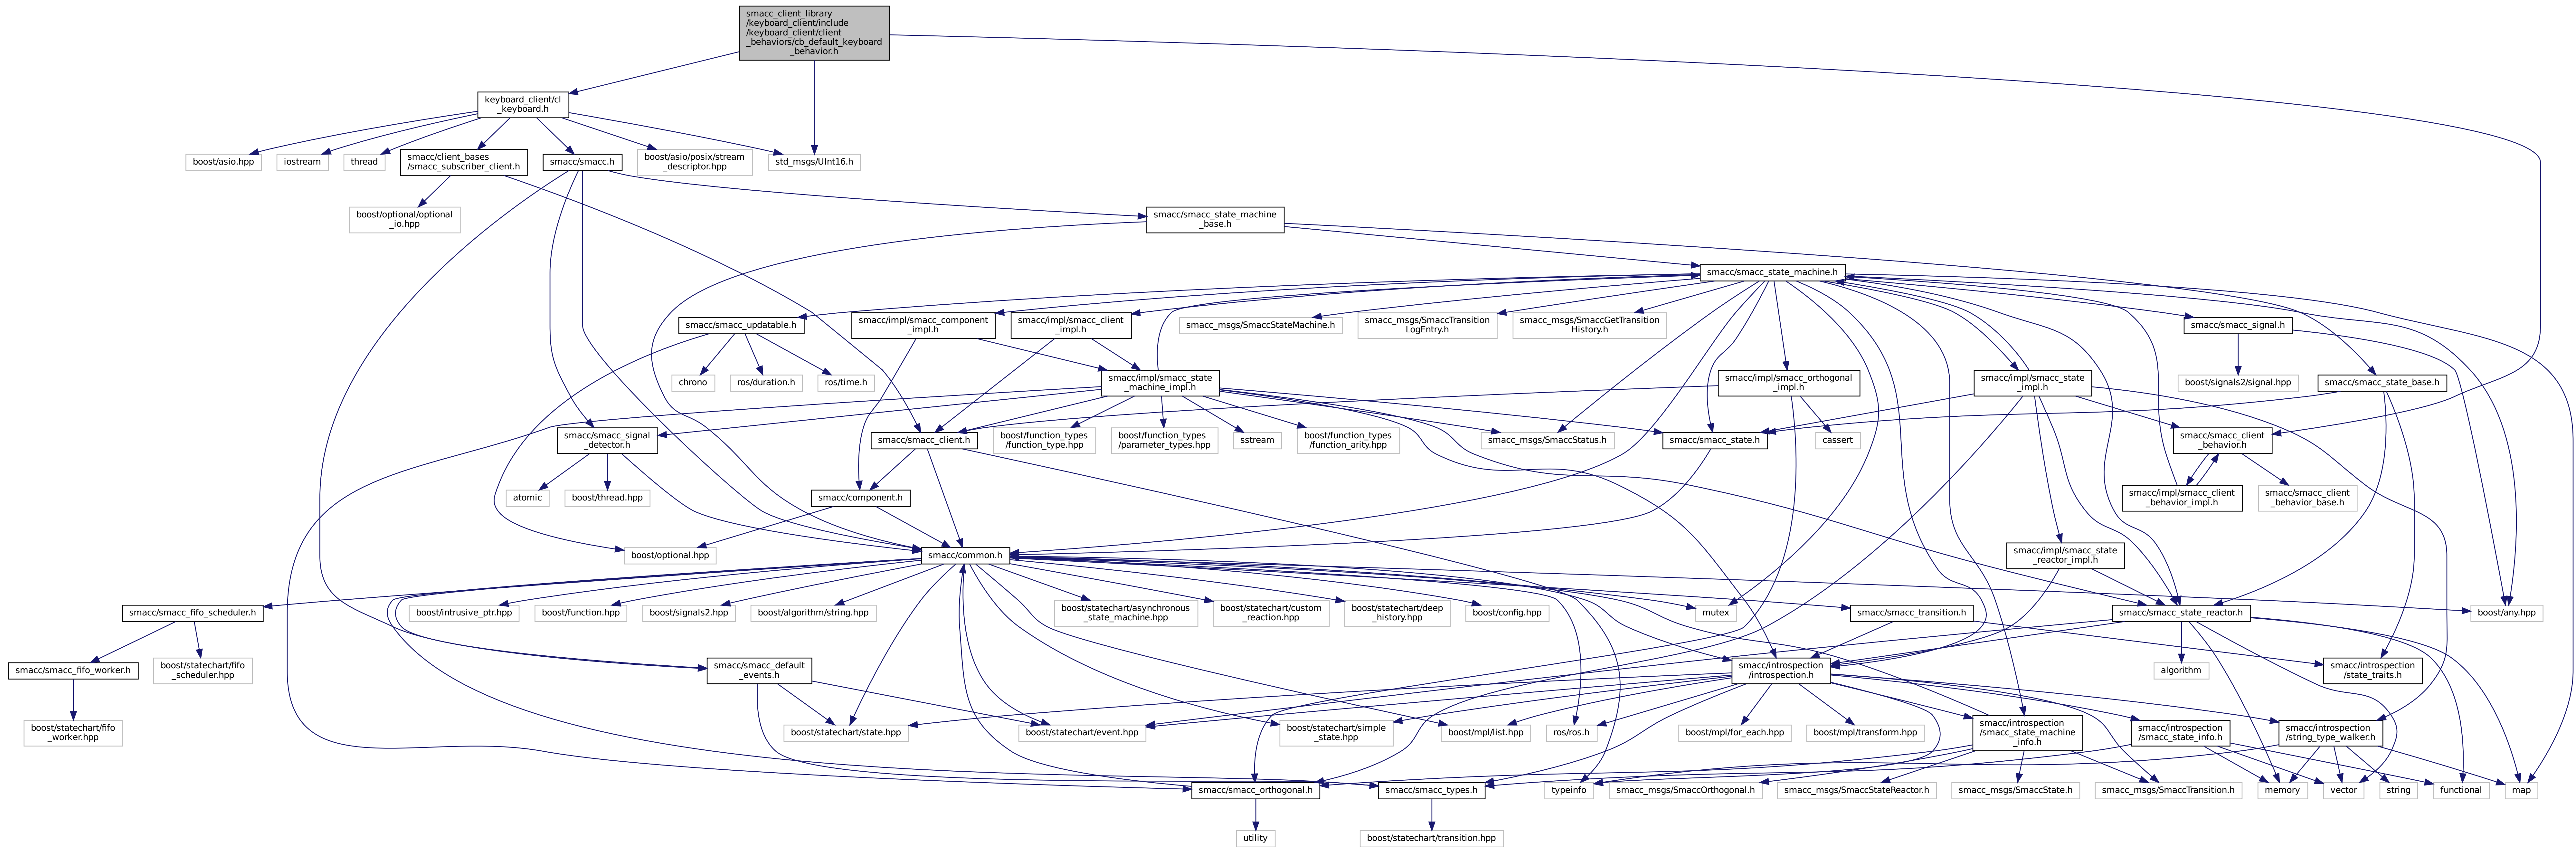 smacc_client_library
/keyboard_client/include
/keyboard_client/client
_behaviors/cb_default_keyboard
_behavior.h
keyboard_client/cl
_keyboard.h
boost/asio.hpp
iostream
thread
smacc/client_bases
/smacc_subscriber_client.h
smacc/smacc.h
boost/asio/posix/stream
_descriptor.hpp
std_msgs/UInt16.h
boost/optional/optional
_io.hpp
smacc/smacc_state_machine
_base.h
smacc/smacc_state_machine.h
smacc/smacc_updatable.h
smacc/impl/smacc_component
_impl.h
smacc/impl/smacc_client
_impl.h
smacc_msgs/SmaccStateMachine.h
smacc_msgs/SmaccTransition
LogEntry.h
smacc_msgs/SmaccGetTransition
History.h
smacc/smacc_signal.h
chrono
ros/duration.h
ros/time.h
smacc/impl/smacc_state
_machine_impl.h
smacc/impl/smacc_orthogonal
_impl.h
smacc/impl/smacc_state
_impl.h
boost/signals2/signal.hpp
smacc/smacc_state_base.h
smacc/smacc_signal
_detector.h
smacc/smacc_client.h
boost/function_types
/function_type.hpp
boost/function_types
/parameter_types.hpp
sstream
boost/function_types
/function_arity.hpp
smacc_msgs/SmaccStatus.h
smacc/smacc_state.h
cassert
smacc/smacc_client
_behavior.h
atomic
boost/thread.hpp
smacc/component.h
smacc/impl/smacc_client
_behavior_impl.h
smacc/smacc_client
_behavior_base.h
boost/optional.hpp
smacc/common.h
smacc/impl/smacc_state
_reactor_impl.h
smacc/smacc_fifo_scheduler.h
boost/intrusive_ptr.hpp
boost/function.hpp
boost/signals2.hpp
boost/algorithm/string.hpp
boost/statechart/asynchronous
_state_machine.hpp
boost/statechart/custom
_reaction.hpp
boost/statechart/deep
_history.hpp
boost/config.hpp
mutex
smacc/smacc_transition.h
smacc/smacc_state_reactor.h
boost/any.hpp
smacc/smacc_fifo_worker.h
boost/statechart/fifo
_scheduler.hpp
smacc/smacc_default
_events.h
smacc/introspection
/introspection.h
algorithm
smacc/introspection
/state_traits.h
boost/statechart/fifo
_worker.hpp
boost/statechart/state.hpp
boost/statechart/event.hpp
boost/statechart/simple
_state.hpp
boost/mpl/list.hpp
ros/ros.h
boost/mpl/for_each.hpp
boost/mpl/transform.hpp
smacc/introspection
/smacc_state_machine
_info.h
smacc/introspection
/smacc_state_info.h
smacc/introspection
/string_type_walker.h
smacc/smacc_orthogonal.h
smacc/smacc_types.h
typeinfo
smacc_msgs/SmaccOrthogonal.h
smacc_msgs/SmaccStateReactor.h
smacc_msgs/SmaccState.h
smacc_msgs/SmaccTransition.h
memory
vector
string
functional
map
utility
boost/statechart/transition.hpp